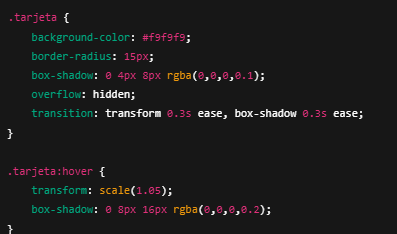 .tarjeta {
    background-color: #f9f9f9;
    border-radius: 15px;
    box-shadow: 0 4px 8px rgba(0,0,0,0.1);
    overflow: hidden;
    transition: transform 0.3s ease, box-shadow 0.3s ease;
}

.tarjeta:hover {
    transform: scale(1.05);
    box-shadow: 0 8px 16px rgba(0,0,0,0.2);
}